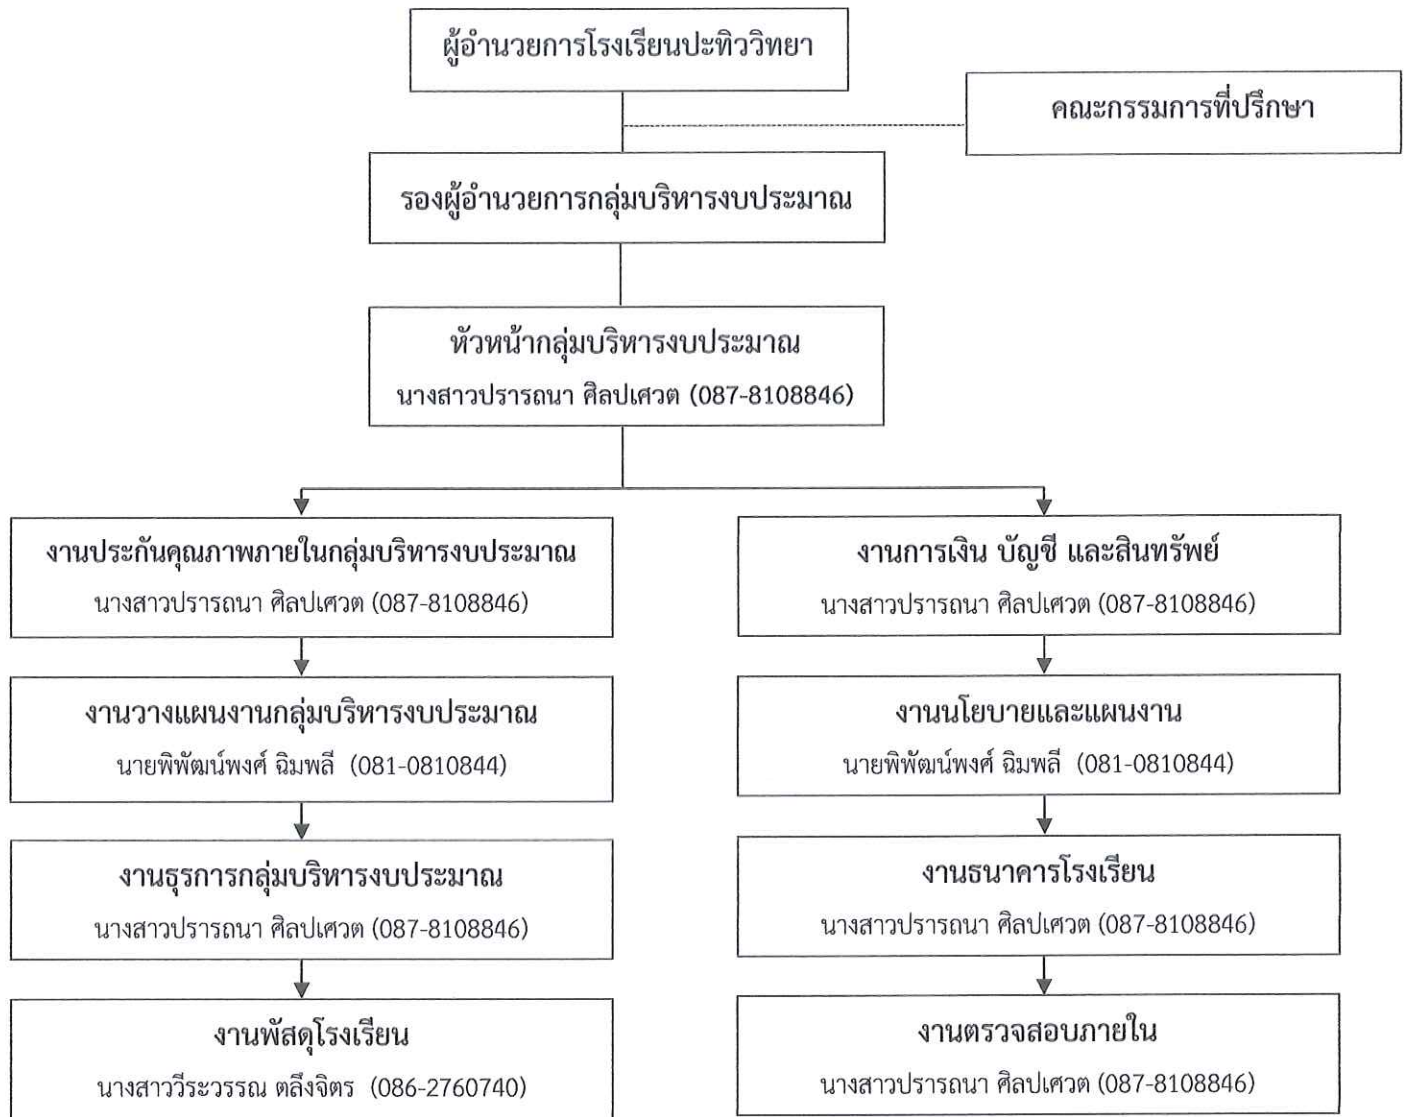 ผู้อำนวยการโรงเรียนปะทิววิทยา
คณะกรรมการที่ปรึกษา
รองผู้อำนวยการกลุ่มบริหารงบประมาณ
หัวหน้ากลุ่มบริหารงบประมาณ
นางสาวปรารถนา ศิลปเศวต (087-8108846)
งานประกันคุณภาพภายในกลุ่มบริหารงบประมาณ
นางสาวปรารถนา ศิลปเศวต (087-8108846)
งานวางแผนงานกลุ่มบริหารงบประมาณ
นายพิพัฒน์พงศ์ ฉิมพลี (081-0810844)
งานธุรการกลุ่มบริหารงบประมาณ
นางสาวปรารถนา ศิลปเศวต (087-8108846)
งานพัสดุโรงเรียน
นางสาววีระวรรณ ตลึงจิตร (086-2760740)
งานการเงิน บัญชี และสินทรัพย์
นางสาวปรารถนา ศิลปเศวต (087-8108846)
งานนโยบายและแผนงาน
นายพิพัฒน์พงศ์ ฉิมพลี (081-0810844)
งานธนาคารโรงเรียน
นางสาวปรารถนา ศิลปเศวต (087-8108846)
งานตรวจสอบภายใน
นางสาวปรารถนา ศิลปเศวต (087-8108846)